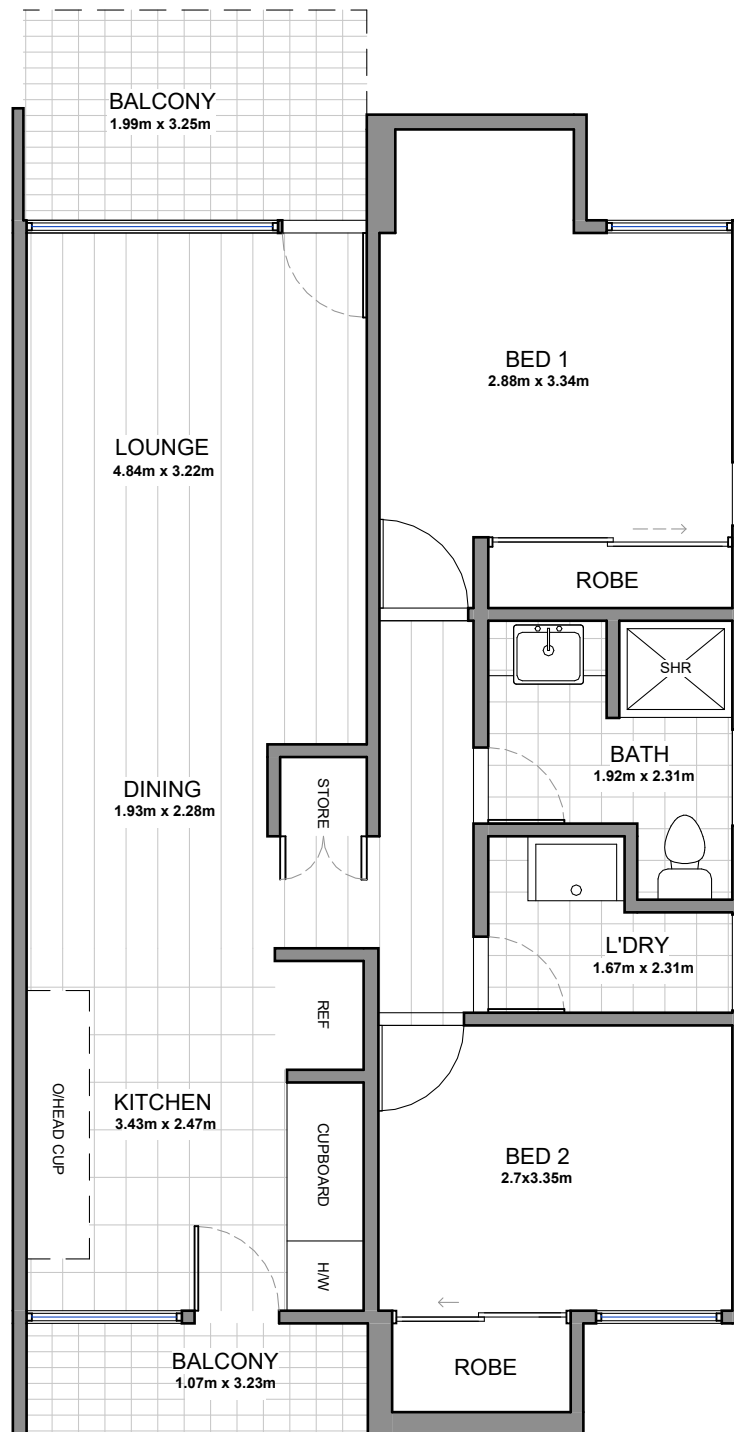 BALCONY
1.99m x 3.25m
BED 1
2.88m x 3.34m
LOUNGE
4.84m x 3.22m
ROBE
SHR
BATH
1.92m x 2.31m
DINING
1.93m x 2.28m
STORE
L'DRY
1.67m x 2.31m
REF
KITCHEN
3.43m x 2.47m
O/HEAD CUP
CUPBOARD
BED 2
2.7x3.35m
H/W
BALCONY
1.07m x 3.23m
ROBE